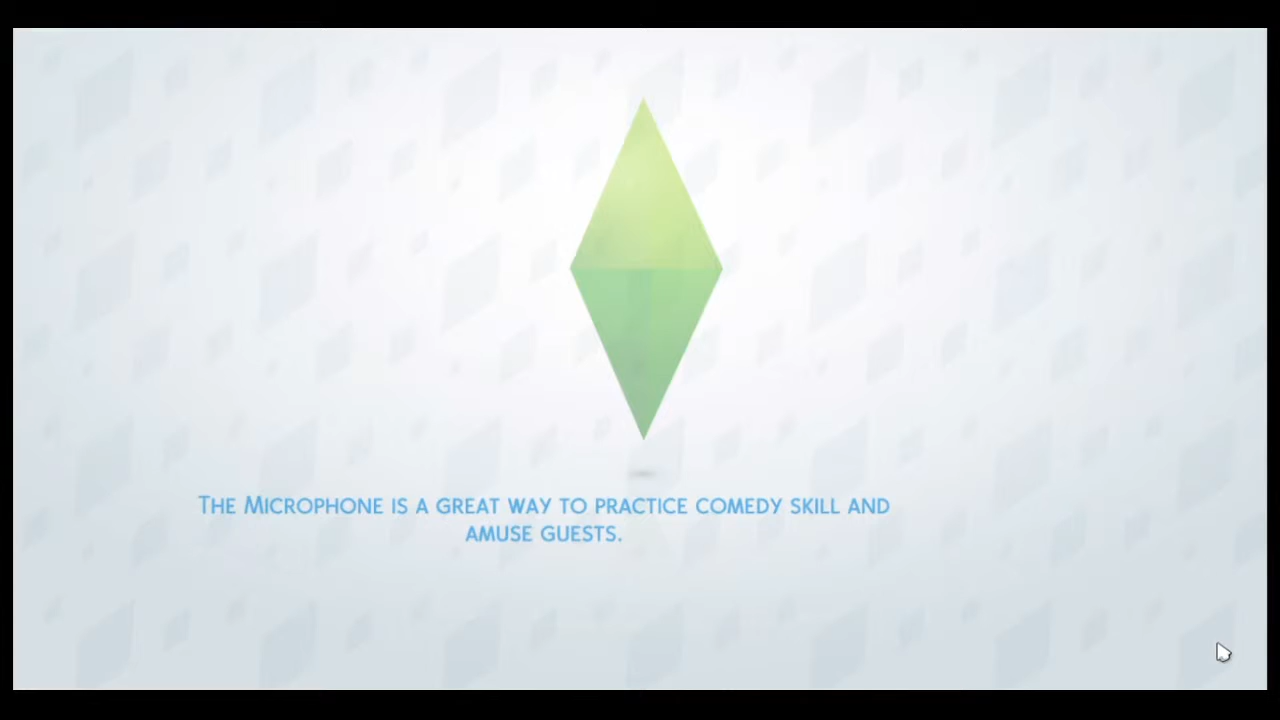 The Microphone is a great way to practice comedy skill and
amuse guests.